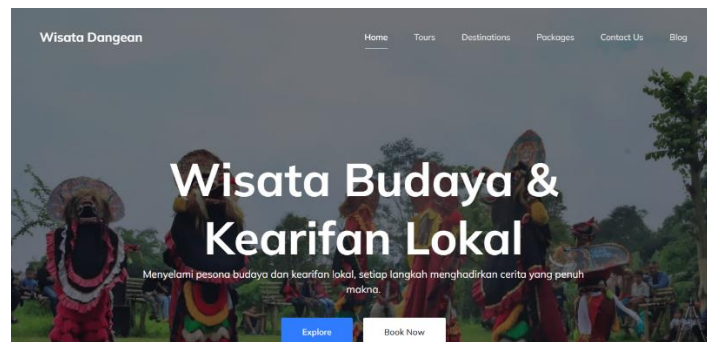 Wisata Dangean
Home Tours Destinations Packages Contact Us Blog
Wisata Budaya &
Kearifan Lokal
Menyelami pesona budaya dan kearifan lokal, setiap langkah menghadirkan cerita yang penuh
makna.
Explore Book Now